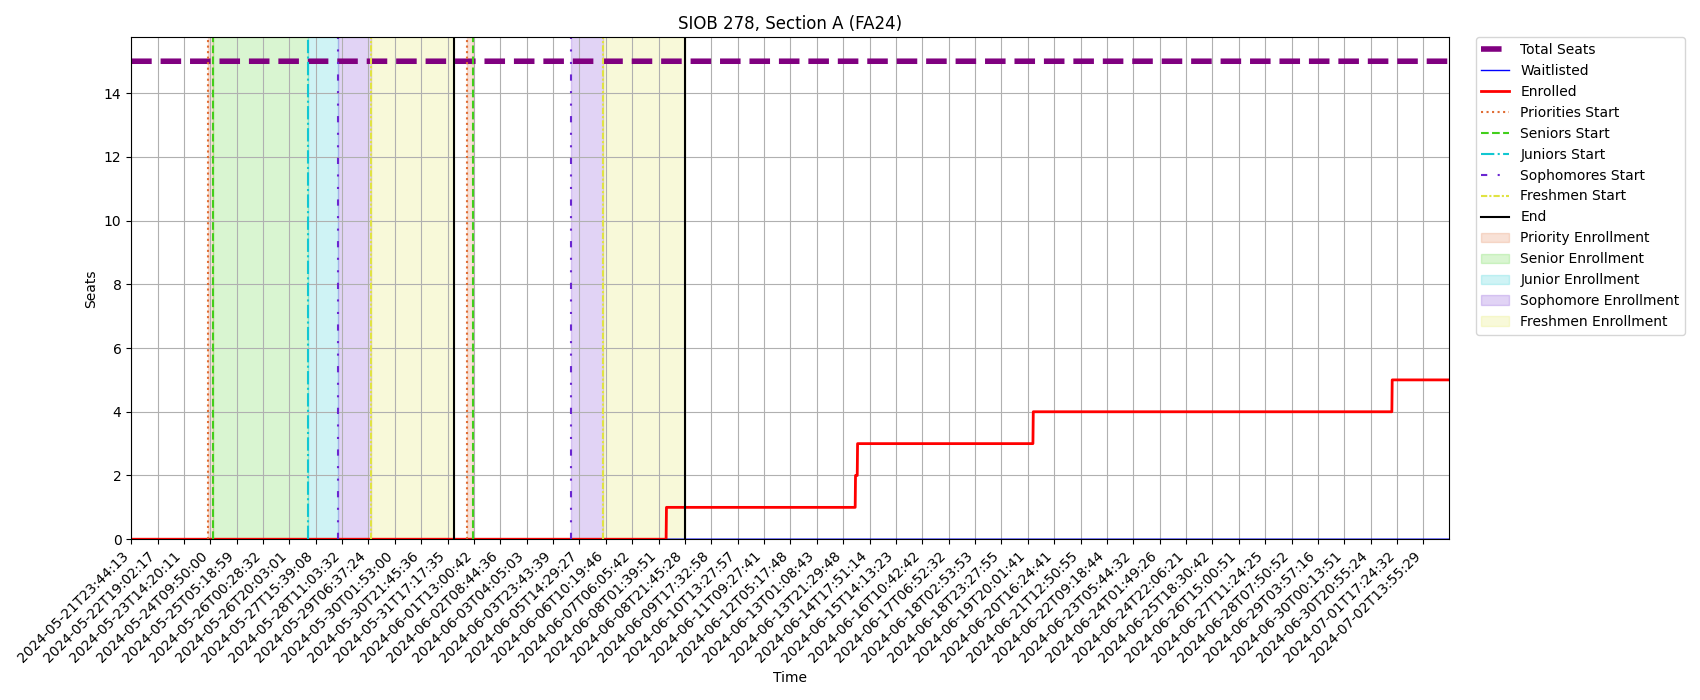 SIOB 278, Section A (FA24)
Total Seats
Waitlisted
Enrolled
Priorities Start
Seniors Start
Juniors Start
Sophomores Start
Freshmen Start
End
Priority Enrollment
Senior Enrollment
Junior Enrollment
Sophomore Enrollment
Freshmen Enrollment
Seats
14
12
10
8
6
4
2
0
2024-05-21T23:44:13
2024-05-22T19:02:17
2024-05-23T14:20:11
2024-05-24T09:50:00
2024-05-25T05:18:59
2024-05-26T00:28:32
2024-05-26T20:03:01
2024-05-27T15:39:08
2024-05-28T11:03:32
2024-05-29T06:37:24
2024-05-30T01:53:00
2024-05-30T21:45:36
2024-05-31T17:17:35
2024-06-01T13:00:42
2024-06-02T08:44:36
2024-06-03T04:05:03
2024-06-03T23:43:39
2024-06-05T14:29:27
2024-06-06T10:19:46
2024-06-07T06:05:42
2024-06-08T01:39:51
2024-06-08T21:45:28
2024-06-09T17:32:58
2024-06-10T13:27:57
2024-06-11T09:27:41
2024-06-12T05:17:48
2024-06-13T01:08:43
2024-06-13T21:29:48
2024-06-14T17:51:14
2024-06-15T14:13:23
2024-06-16T10:42:42
2024-06-17T06:52:32
2024-06-18T02:53:53
2024-06-18T23:27:55
2024-06-19T20:01:41
2024-06-20T16:24:41
2024-06-21T12:50:55
2024-06-22T09:18:44
2024-06-23T05:44:32
2024-06-24T01:49:26
2024-06-24T22:06:21
2024-06-25T18:30:42
2024-06-26T15:00:51
2024-06-27T11:24:25
2024-06-28T07:50:52
2024-06-29T03:57:16
2024-06-30T00:13:51
2024-06-30T20:55:24
2024-07-01T17:24:32
2024-07-02T13:55:29
Time